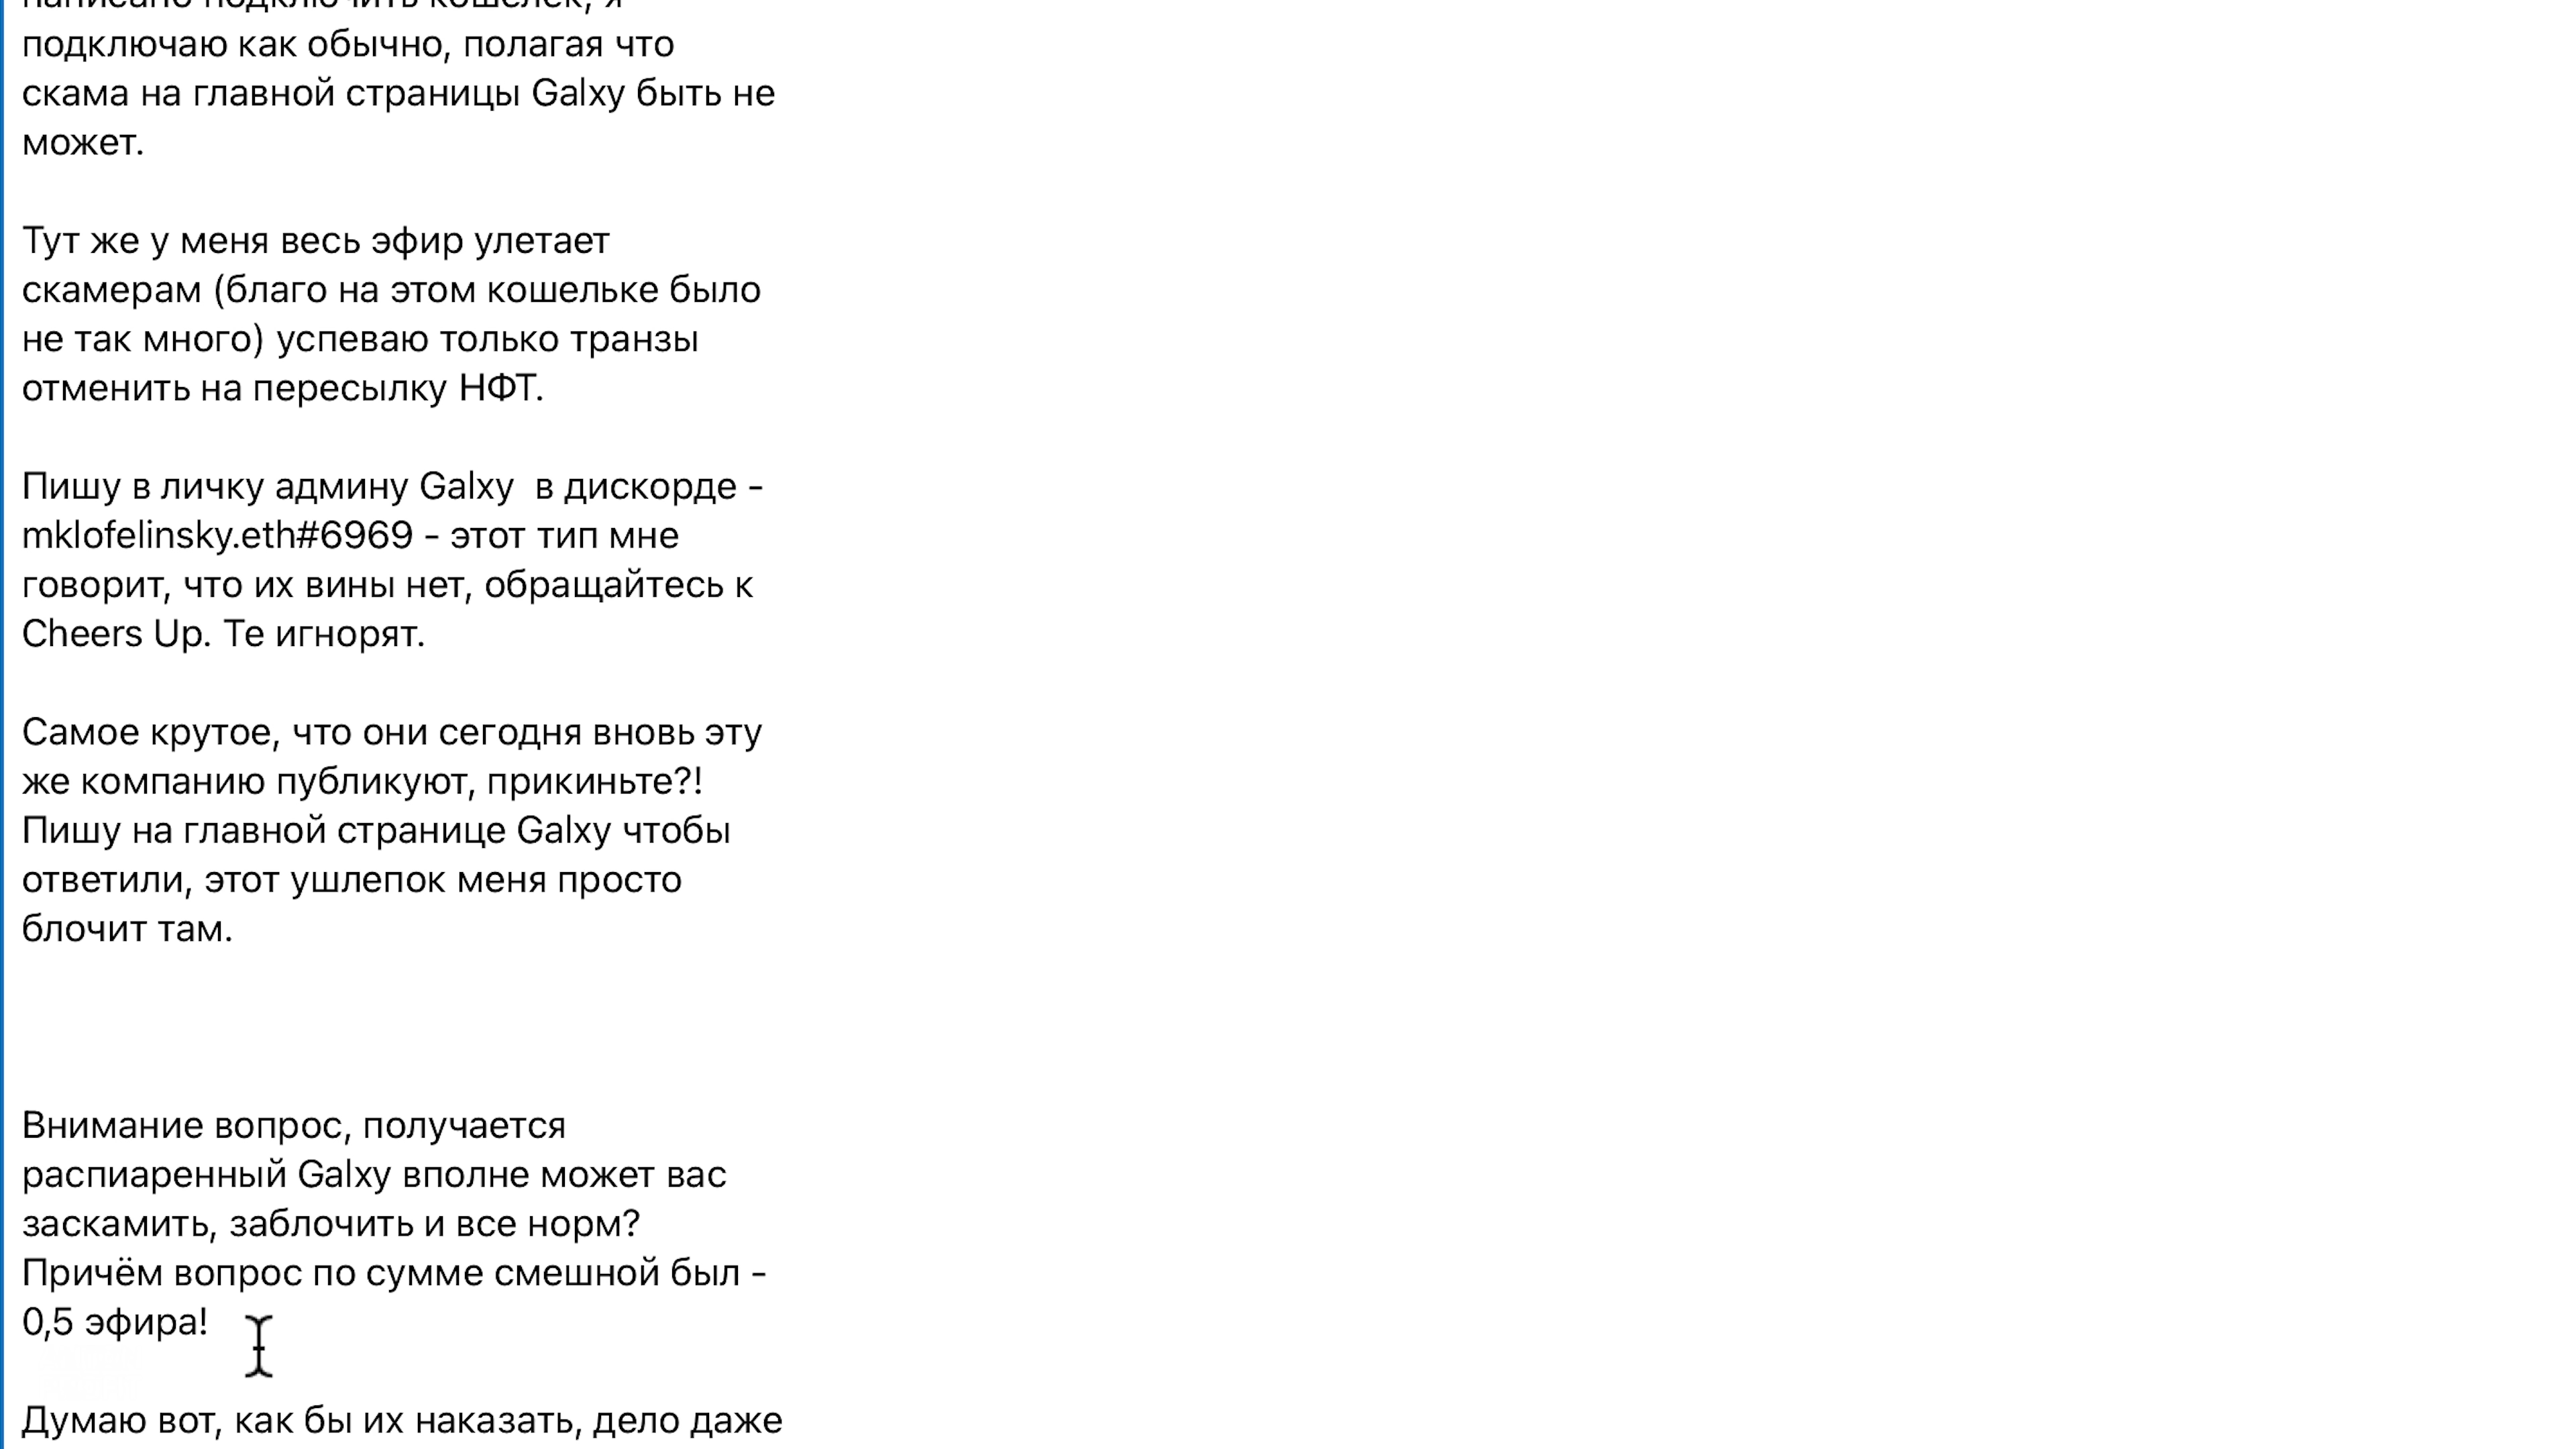 написано подключить кошелек, я
подключаю как обычно, полагая что
скама на главной страницы Galxy быть не
может.
Тут же у меня весь эфир улетает
скамерам (благо на этом кошельке было
не так много) успеваю только транзы
отменить на пересылку НФТ.
Пишу в личку админу Galxy  в дискорде -
mklofelinsky.eth#6969 - этот тип мне
говорит, что их вины нет, обращайтесь к
Cheers Up. Те игнорят.
Самое крутое, что они сегодня вновь эту
же компанию публикуют, прикиньте?!
Пишу на главной странице Galxy чтобы
ответили, этот ушлепок меня просто
блочит там.
Внимание вопрос, получается
распиаренный Galxy вполне может вас
заскамить, заблочить и все норм?
Причём вопрос по сумме смешной был -
0,5 эфира!
Думаю вот, как бы их наказать, дело даже